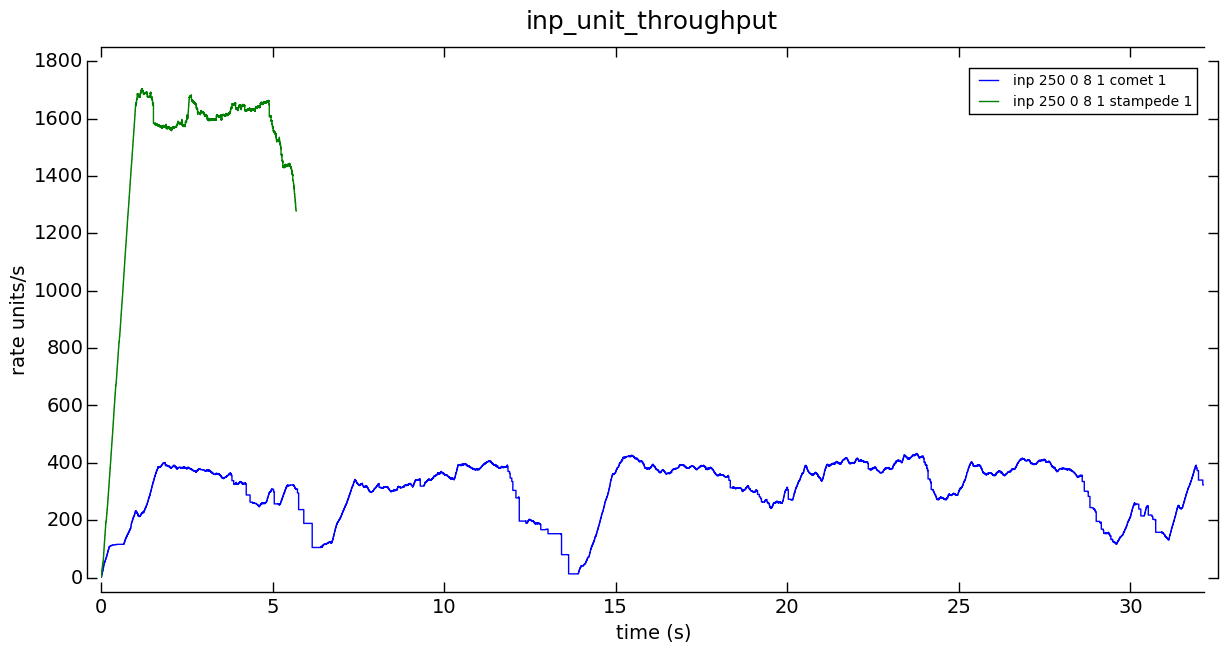 inp_unit_throughput
1800
1600
1400
1200
1000
800
600
400
200
0
rate units/s
inp 250 0 8 1 comet 1
inp 250 0 8 1 stampede 1
0 5 10 15 20 25 30
time (s)